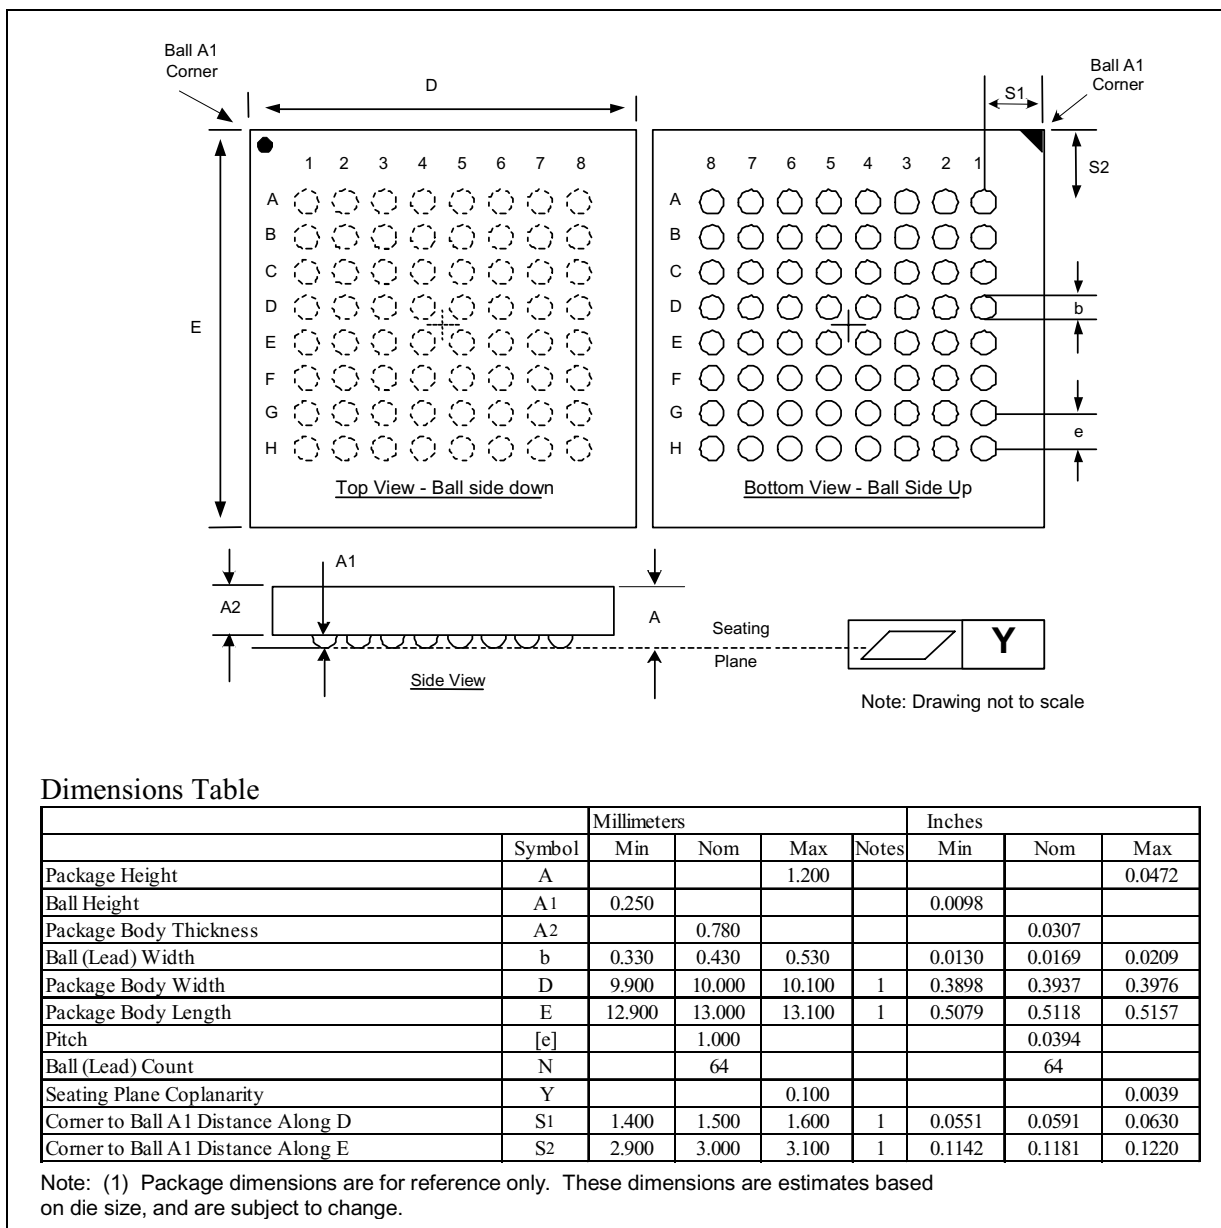 Ball A1
Corner
D
S1
Ball A1
Corner
E
S2
1 2 3 4 5 6 7 8
A
B
C
D
E
F
G
H
Top View - Ball side down
8 7 6 5 4 3 2 1
A
B
C
D
E
F
G
H
b
e
Bottom View - Ball Side Up
A1
A2
A
Seating
Plane
Y
Side View
Note: Drawing not to scale
Dimensions Table
Millimeters Inches
Symbol Min Nom Max Notes Min Nom Max
Package Height A 1.200 0.0472
Ball Height A1 0.250 0.0098
Package Body Thickness A2 0.780 0.0307
Ball (Lead) Width b 0.330 0.430 0.530 0.0130 0.0169 0.0209
Package Body Width D 9.900 10.000 10.100 1 0.3898 0.3937 0.3976
Package Body Length E 12.900 13.000 13.100 1 0.5079 0.5118 0.5157
Pitch [e] 1.000 0.0394
Ball (Lead) Count N 64 64
Seating Plane Coplanarity Y 0.100 0.0039
Corner to Ball A1 Distance Along D S1 1.400 1.500 1.600 1 0.0551 0.0591 0.0630
Corner to Ball A1 Distance Along E S2 2.900 3.000 3.100 1 0.1142 0.1181 0.1220
Note: (1) Package dimensions are for reference only. These dimensions are estimates based
on die size, and are subject to change.